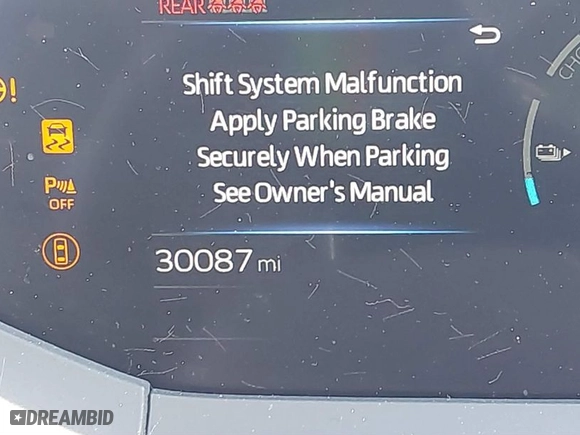 REAR
Shift System Malfunction
Apply Parking Brake
Securely When Parking
See Owner's Manual
P
OFF
30087 mi
DREAMBID